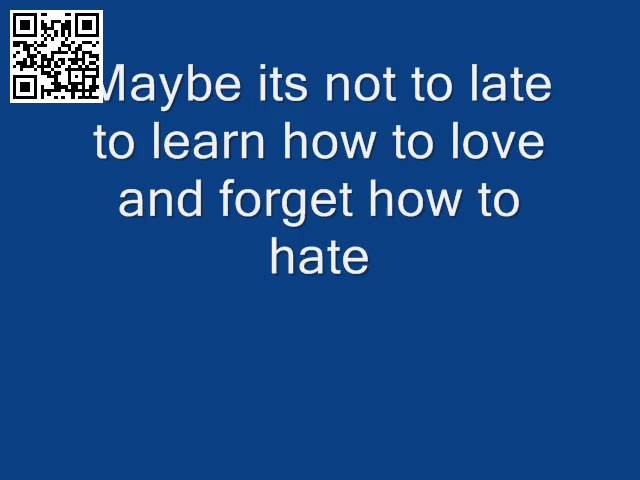 Maybe its not to late
to learn how to love
and forget how to
hate